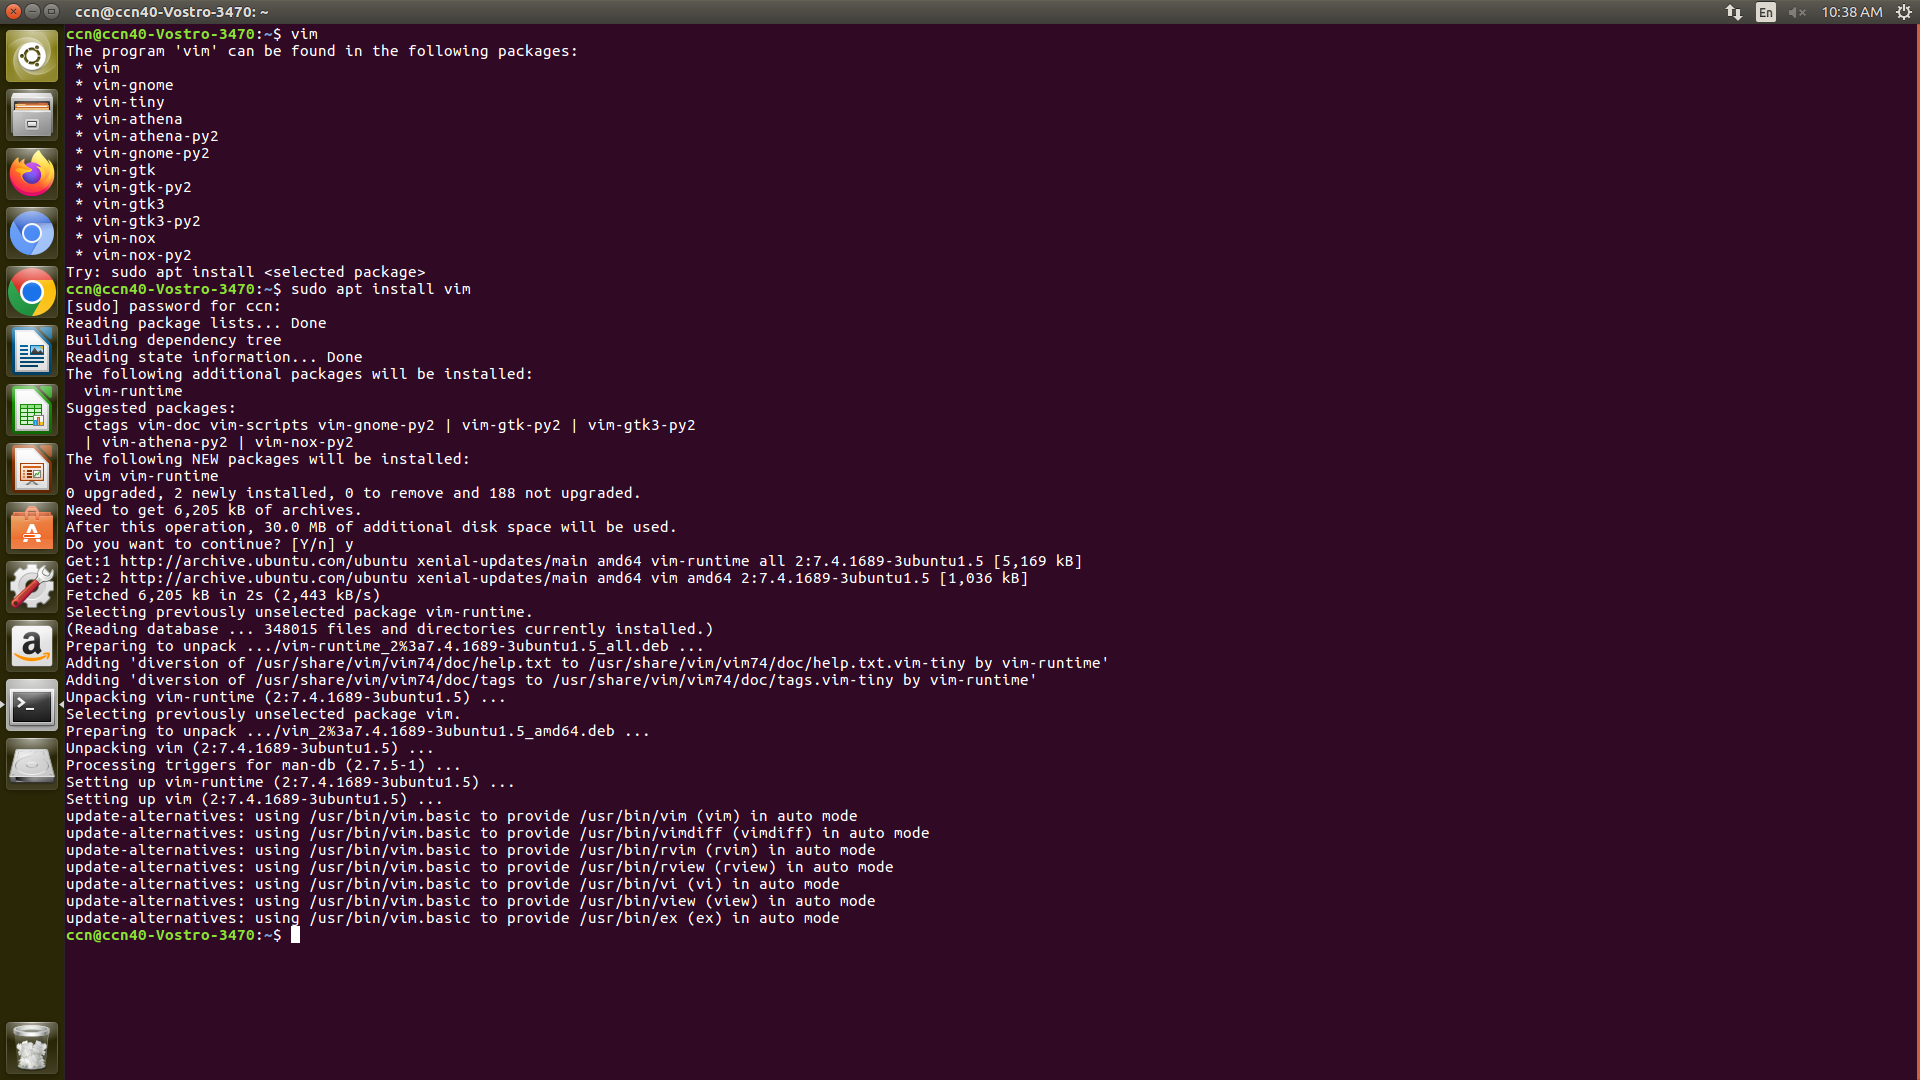 ccn@ccn40-Vostro-3470: ~
En
10:38 AM
ccn@ccn40-Vostro-3470:~$ vim
The program 'vim' can be found in the following packages:
 * vim
 * vim-gnome
 * vim-tiny
 * vim-athena
 * vim-athena-py2
 * vim-gnome-py2
 * vim-gtk
 * vim-gtk-py2
 * vim-gtk3
 * vim-gtk3-py2
 * vim-nox
 * vim-nox-py2
Try: sudo apt install <selected package>
ccn@ccn40-Vostro-3470:~$ sudo apt install vim
[sudo] password for ccn:
Reading package lists... Done
Building dependency tree
Reading state information... Done
The following additional packages will be installed:
  vim-runtime
Suggested packages:
  ctags vim-doc vim-scripts vim-gnome-py2 | vim-gtk-py2 | vim-gtk3-py2
  | vim-athena-py2 | vim-nox-py2
The following NEW packages will be installed:
  vim vim-runtime
0 upgraded, 2 newly installed, 0 to remove and 188 not upgraded.
Need to get 6,205 kB of archives.
After this operation, 30.0 MB of additional disk space will be used.
Do you want to continue? [Y/n] y
Get:1 http://archive.ubuntu.com/ubuntu xenial-updates/main amd64 vim-runtime all 2:7.4.1689-3ubuntu1.5 [5,169 kB]
Get:2 http://archive.ubuntu.com/ubuntu xenial-updates/main amd64 vim amd64 2:7.4.1689-3ubuntu1.5 [1,036 kB]
Fetched 6,205 kB in 2s (2,443 kB/s)
Selecting previously unselected package vim-runtime.
(Reading database ... 348015 files and directories currently installed.)
Preparing to unpack .../vim-runtime_2%3a7.4.1689-3ubuntu1.5_all.deb ...
Adding 'diversion of /usr/share/vim/vim74/doc/help.txt to /usr/share/vim/vim74/doc/help.txt.vim-tiny by vim-runtime'
Adding 'diversion of /usr/share/vim/vim74/doc/tags to /usr/share/vim/vim74/doc/tags.vim-tiny by vim-runtime'
Unpacking vim-runtime (2:7.4.1689-3ubuntu1.5) ...
Selecting previously unselected package vim.
Preparing to unpack .../vim_2%3a7.4.1689-3ubuntu1.5_amd64.deb ...
Unpacking vim (2:7.4.1689-3ubuntu1.5) ...
Processing triggers for man-db (2.7.5-1) ...
Setting up vim-runtime (2:7.4.1689-3ubuntu1.5) ...
Setting up vim (2:7.4.1689-3ubuntu1.5) ...
update-alternatives: using /usr/bin/vim.basic to provide /usr/bin/vim (vim) in auto mode
update-alternatives: using /usr/bin/vim.basic to provide /usr/bin/vimdiff (vimdiff) in auto mode
update-alternatives: using /usr/bin/vim.basic to provide /usr/bin/rvim (rvim) in auto mode
update-alternatives: using /usr/bin/vim.basic to provide /usr/bin/rview (rview) in auto mode
update-alternatives: using /usr/bin/vim.basic to provide /usr/bin/vi (vi) in auto mode
update-alternatives: using /usr/bin/vim.basic to provide /usr/bin/view (view) in auto mode
update-alternatives: using /usr/bin/vim.basic to provide /usr/bin/ex (ex) in auto mode
ccn@ccn40-Vostro-3470:~$